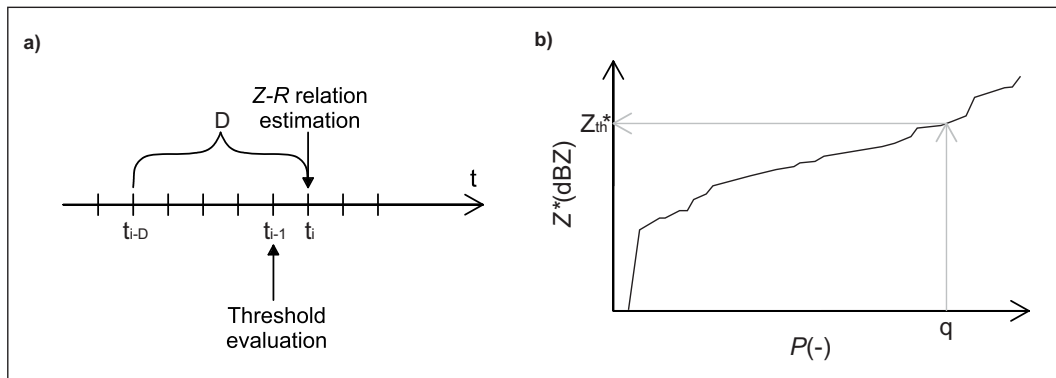 a)
Z-R relation
estimation
D
t
ti-D
ti-1
ti
Threshold
evaluation
b)
Zth*
Z*(dBZ)
q
P(-)